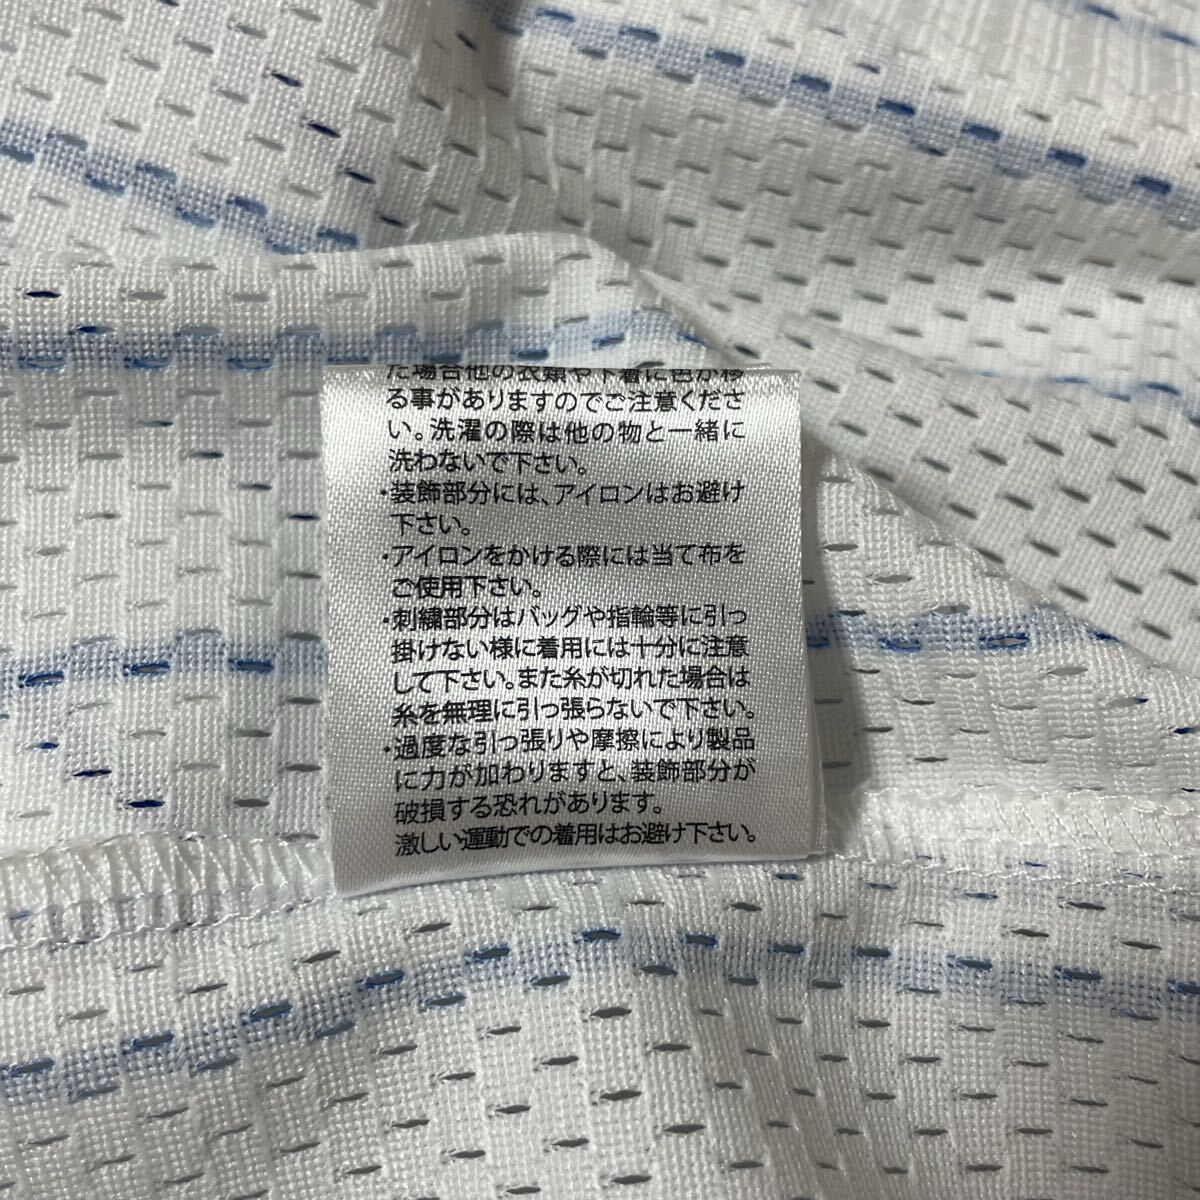 た場合他の衣類や下着に色が移
る事がありますのでご注意くださ
い。洗濯の際は他の物と一緒に
洗わないで下さい。
・装飾部分には、アイロンはお避け
下さい。
・アイロンをかける際には当て布を
ご使用下さい。
・刺繍部分はバッグや指輪等に引っ
掛けない様に着用には十分に注意
して下さい。また糸が切れた場合は
糸を無理に引っ張らないで下さい。
・過度な引っ張りや摩擦により製品
に力が加わりますと、装飾部分が
破損する恐れがあります。
激しい運動での着用はお避け下さい。